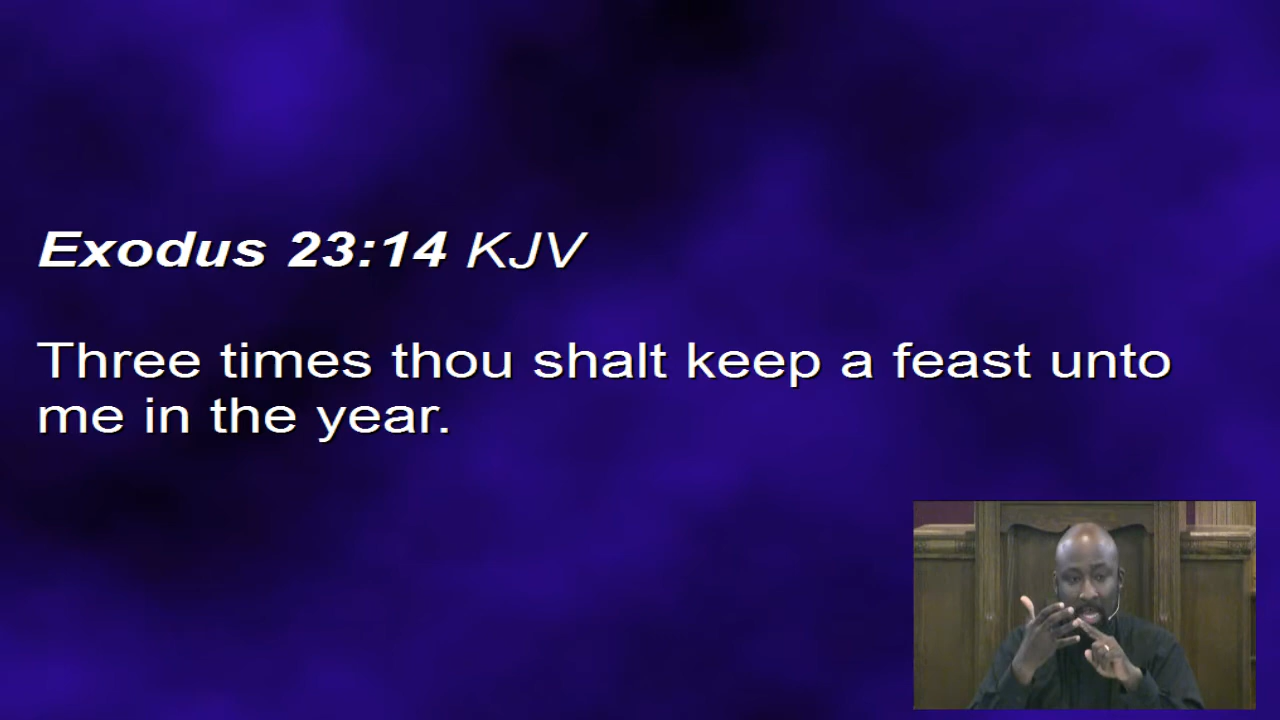 Exodus 23:14 KJV
Three times thou shalt keep a feast unto
me in the year.